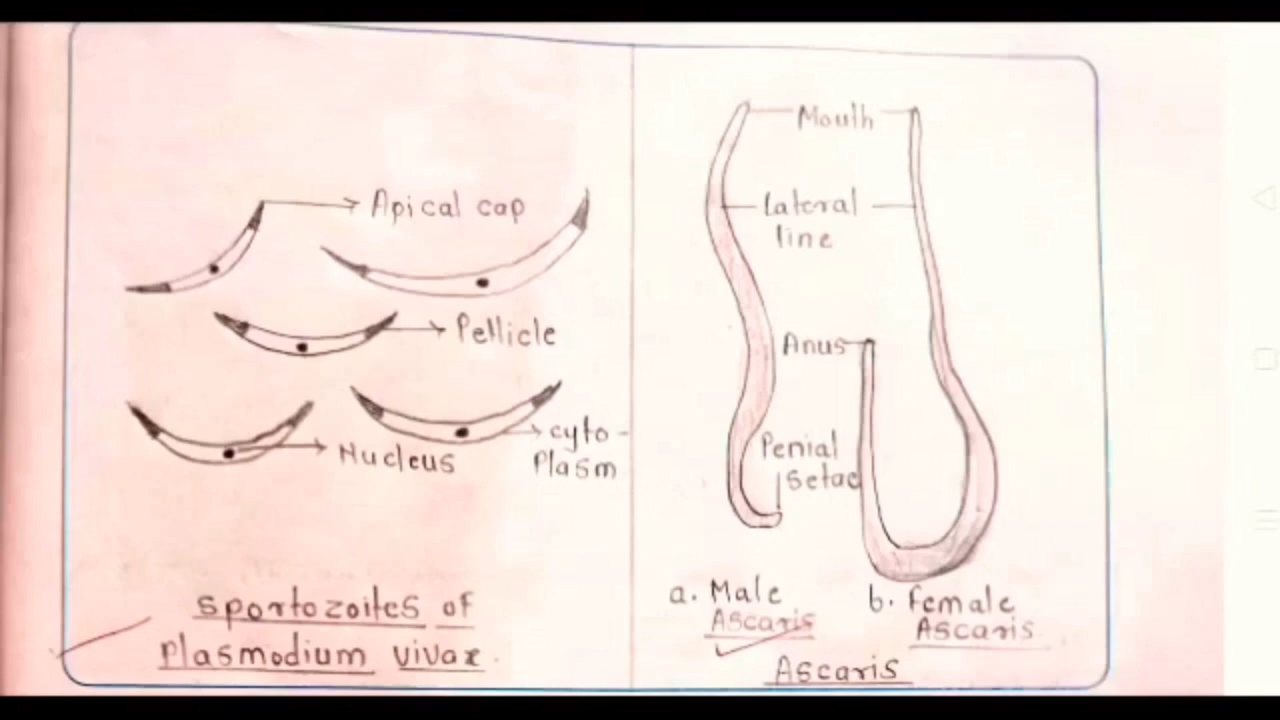 Apical cap
Pellicle
Nucleus
cyto-
Plasm
sportozoites of
Plasmodium vivax.
Mouth
lateral
line
Anus
Penial
setae
a. Male
Ascaris
b. Female
Ascaris
Ascaris